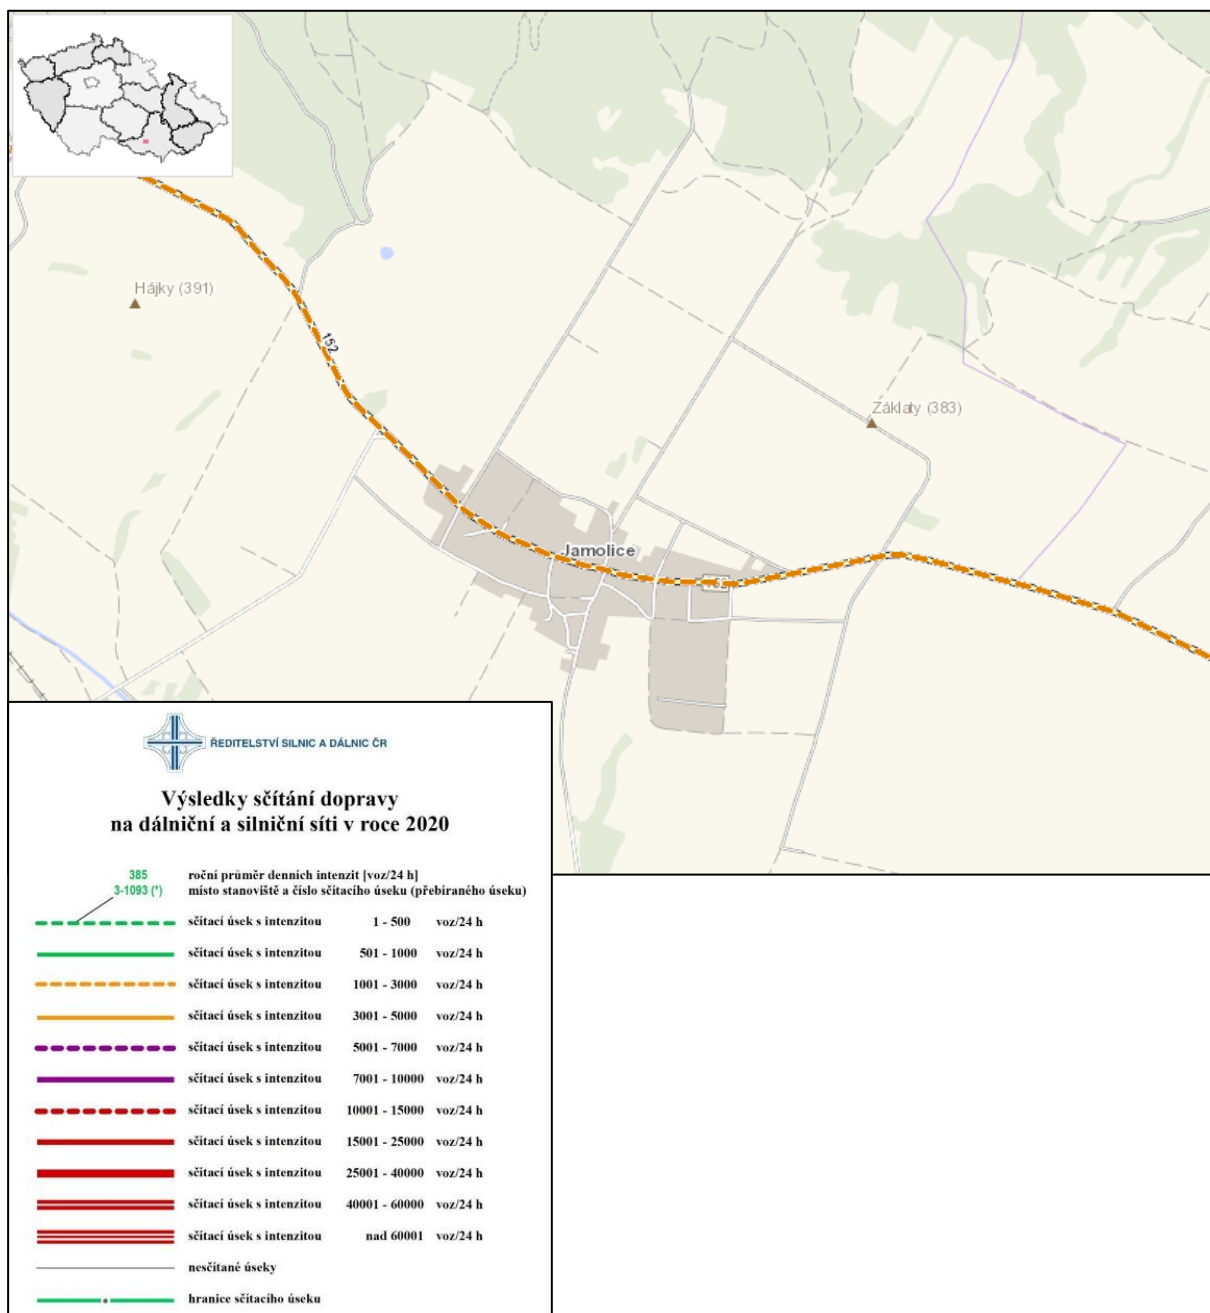 Hájky (391)
152
Základy (383)
Jamolice
ŘEDITELSTVÍ SILNIC A DÁLNIC ČR
Výsledky sčítání dopravy
na dálniční a silniční síti v roce 2020
385 roční průměr denních intenzit [voz/24 h]
3-1093 (*) místo stanoviště a číslo sčítacího úseku (přebíraného úseku)
sčítací úsek s intenzitou 1 - 500 voz/24 h
sčítací úsek s intenzitou 501 - 1000 voz/24 h
sčítací úsek s intenzitou 1001 - 3000 voz/24 h
sčítací úsek s intenzitou 3001 - 5000 voz/24 h
sčítací úsek s intenzitou 5001 - 7000 voz/24 h
sčítací úsek s intenzitou 7001 - 10000 voz/24 h
sčítací úsek s intenzitou 10001 - 15000 voz/24 h
sčítací úsek s intenzitou 15001 - 25000 voz/24 h
sčítací úsek s intenzitou 25001 - 40000 voz/24 h
sčítací úsek s intenzitou 40001 - 60000 voz/24 h
sčítací úsek s intenzitou nad 60001 voz/24 h
nesčítané úseky
hranice sčítacího úseku